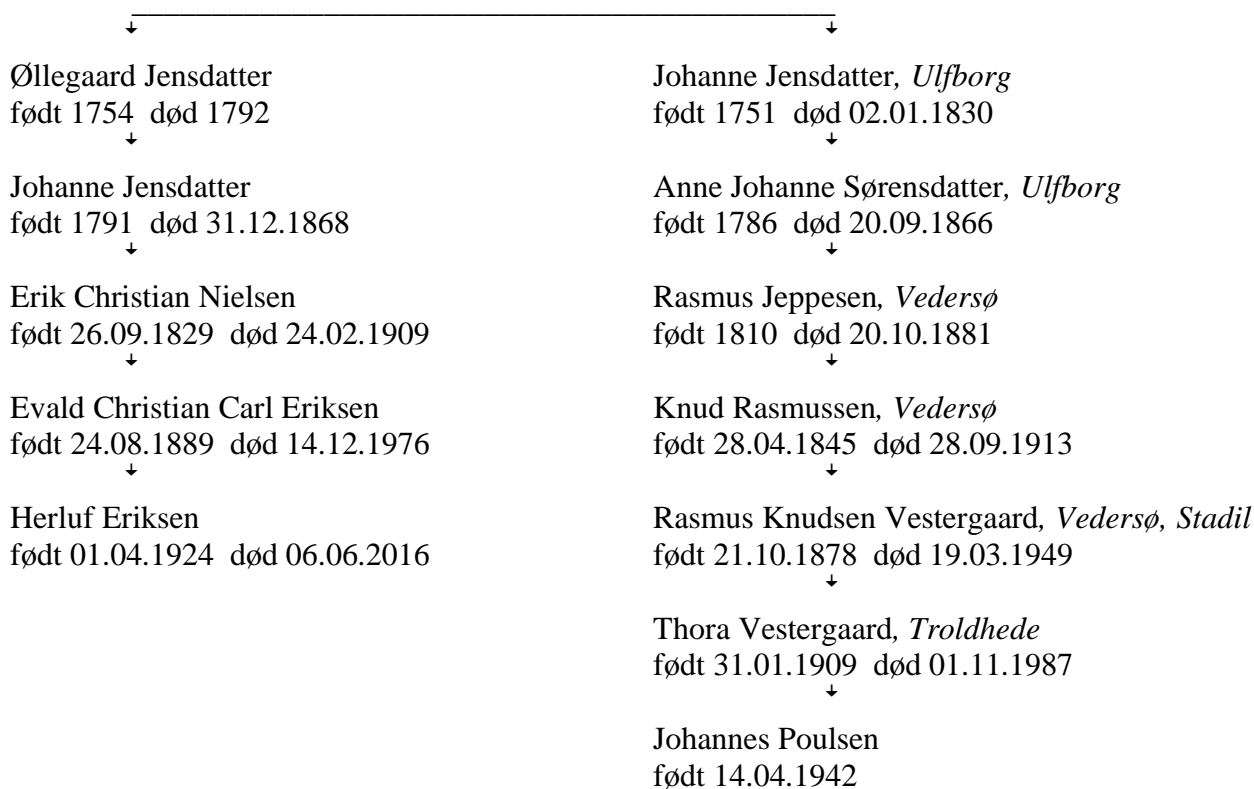 Øllegaard Jensdatter
født 1754 død 1792
Johanne Jensdatter
født 1791 død 31.12.1868
Erik Christian Nielsen
født 26.09.1829 død 24.02.1909
Evald Christian Carl Eriksen
født 24.08.1889 død 14.12.1976
Herluf Eriksen
født 01.04.1924 død 06.06.2016
Johanne Jensdatter, Ulfborg
født 1751 død 02.01.1830
Anne Johanne Sørensdatter, Ulfborg
født 1786 død 20.09.1866
Rasmus Jeppesen, Vedersø
født 1810 død 20.10.1881
Knud Rasmussen, Vedersø
født 28.04.1845 død 28.09.1913
Rasmus Knudsen Vestergaard, Vedersø, Stadil
født 21.10.1878 død 19.03.1949
Thora Vestergaard, Troldhede
født 31.01.1909 død 01.11.1987
Johannes Poulsen
født 14.04.1942